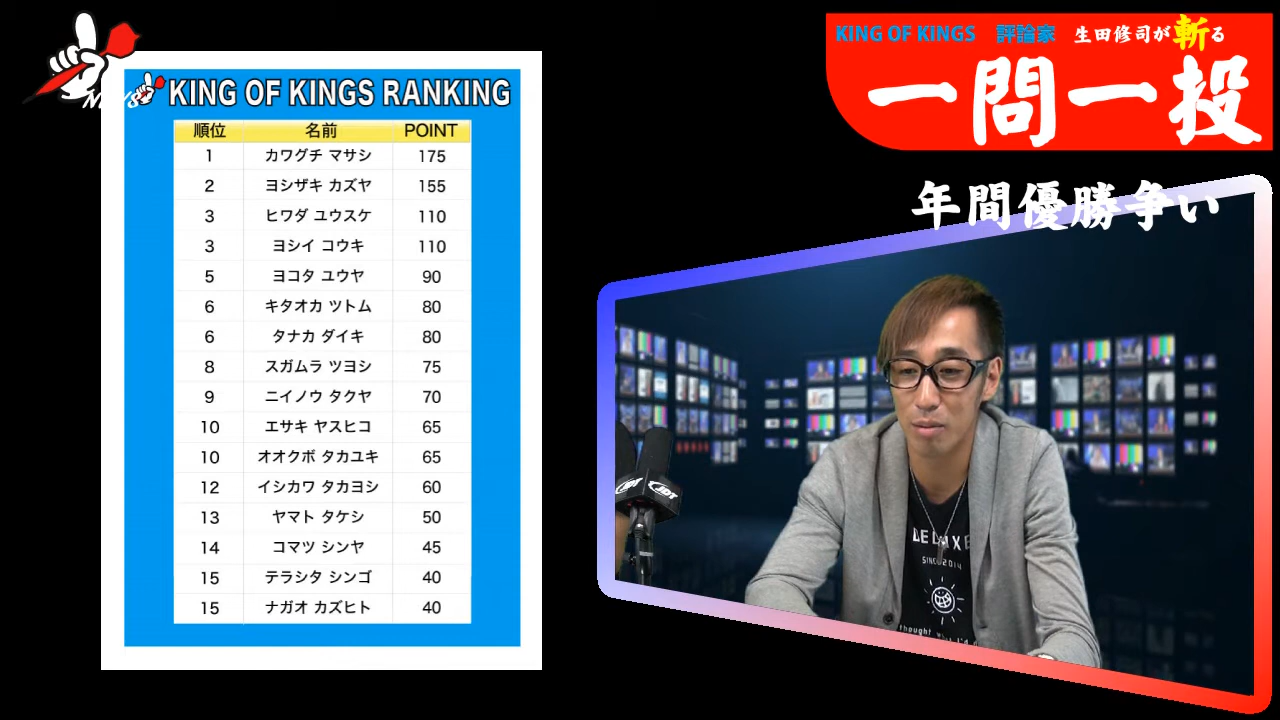 NEWS
KING OF KINGS RANKING
順位 名前 POINT
1 カワグチ マサシ 175
2 ヨシザキ カズヤ 155
3 ヒワダ ユウスケ 110
3 ヨシイ コウキ 110
5 ヨコタ ユウヤ 90
6 キタオカ ツトム 80
6 タナカ ダイキ 80
8 スガムラ ツヨシ 75
9 ニイノウ タクヤ 70
10 エサキ ヤスヒコ 65
10 オオクボ タカユキ 65
12 イシカワ タカヨシ 60
13 ヤマト タケシ 50
14 コマツ シンヤ 45
15 テラシタ シンゴ 40
15 ナガオ カズヒト 40
KING OF KINGS 評論家 生田修司が斬る
一問一投
年間優勝争い
JDT
DELUXE
SINCE 2014
thought